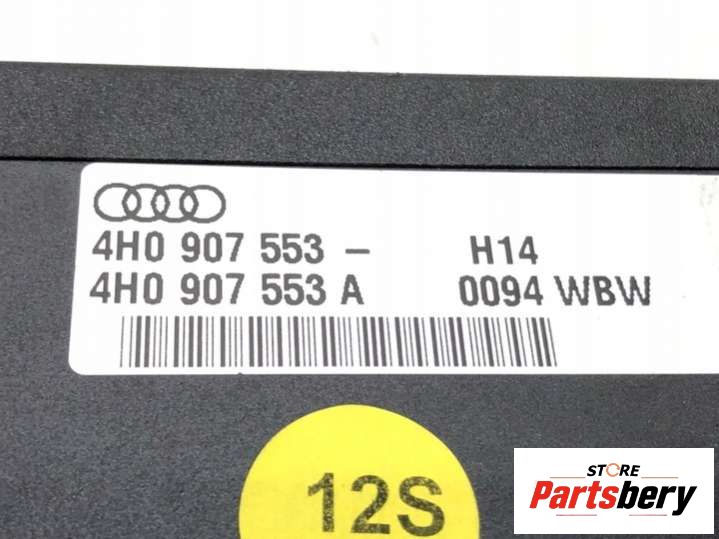 4H0 907 553 - H14
4H0 907 553 A 0094 WBW
12S
STORE
Partsbery